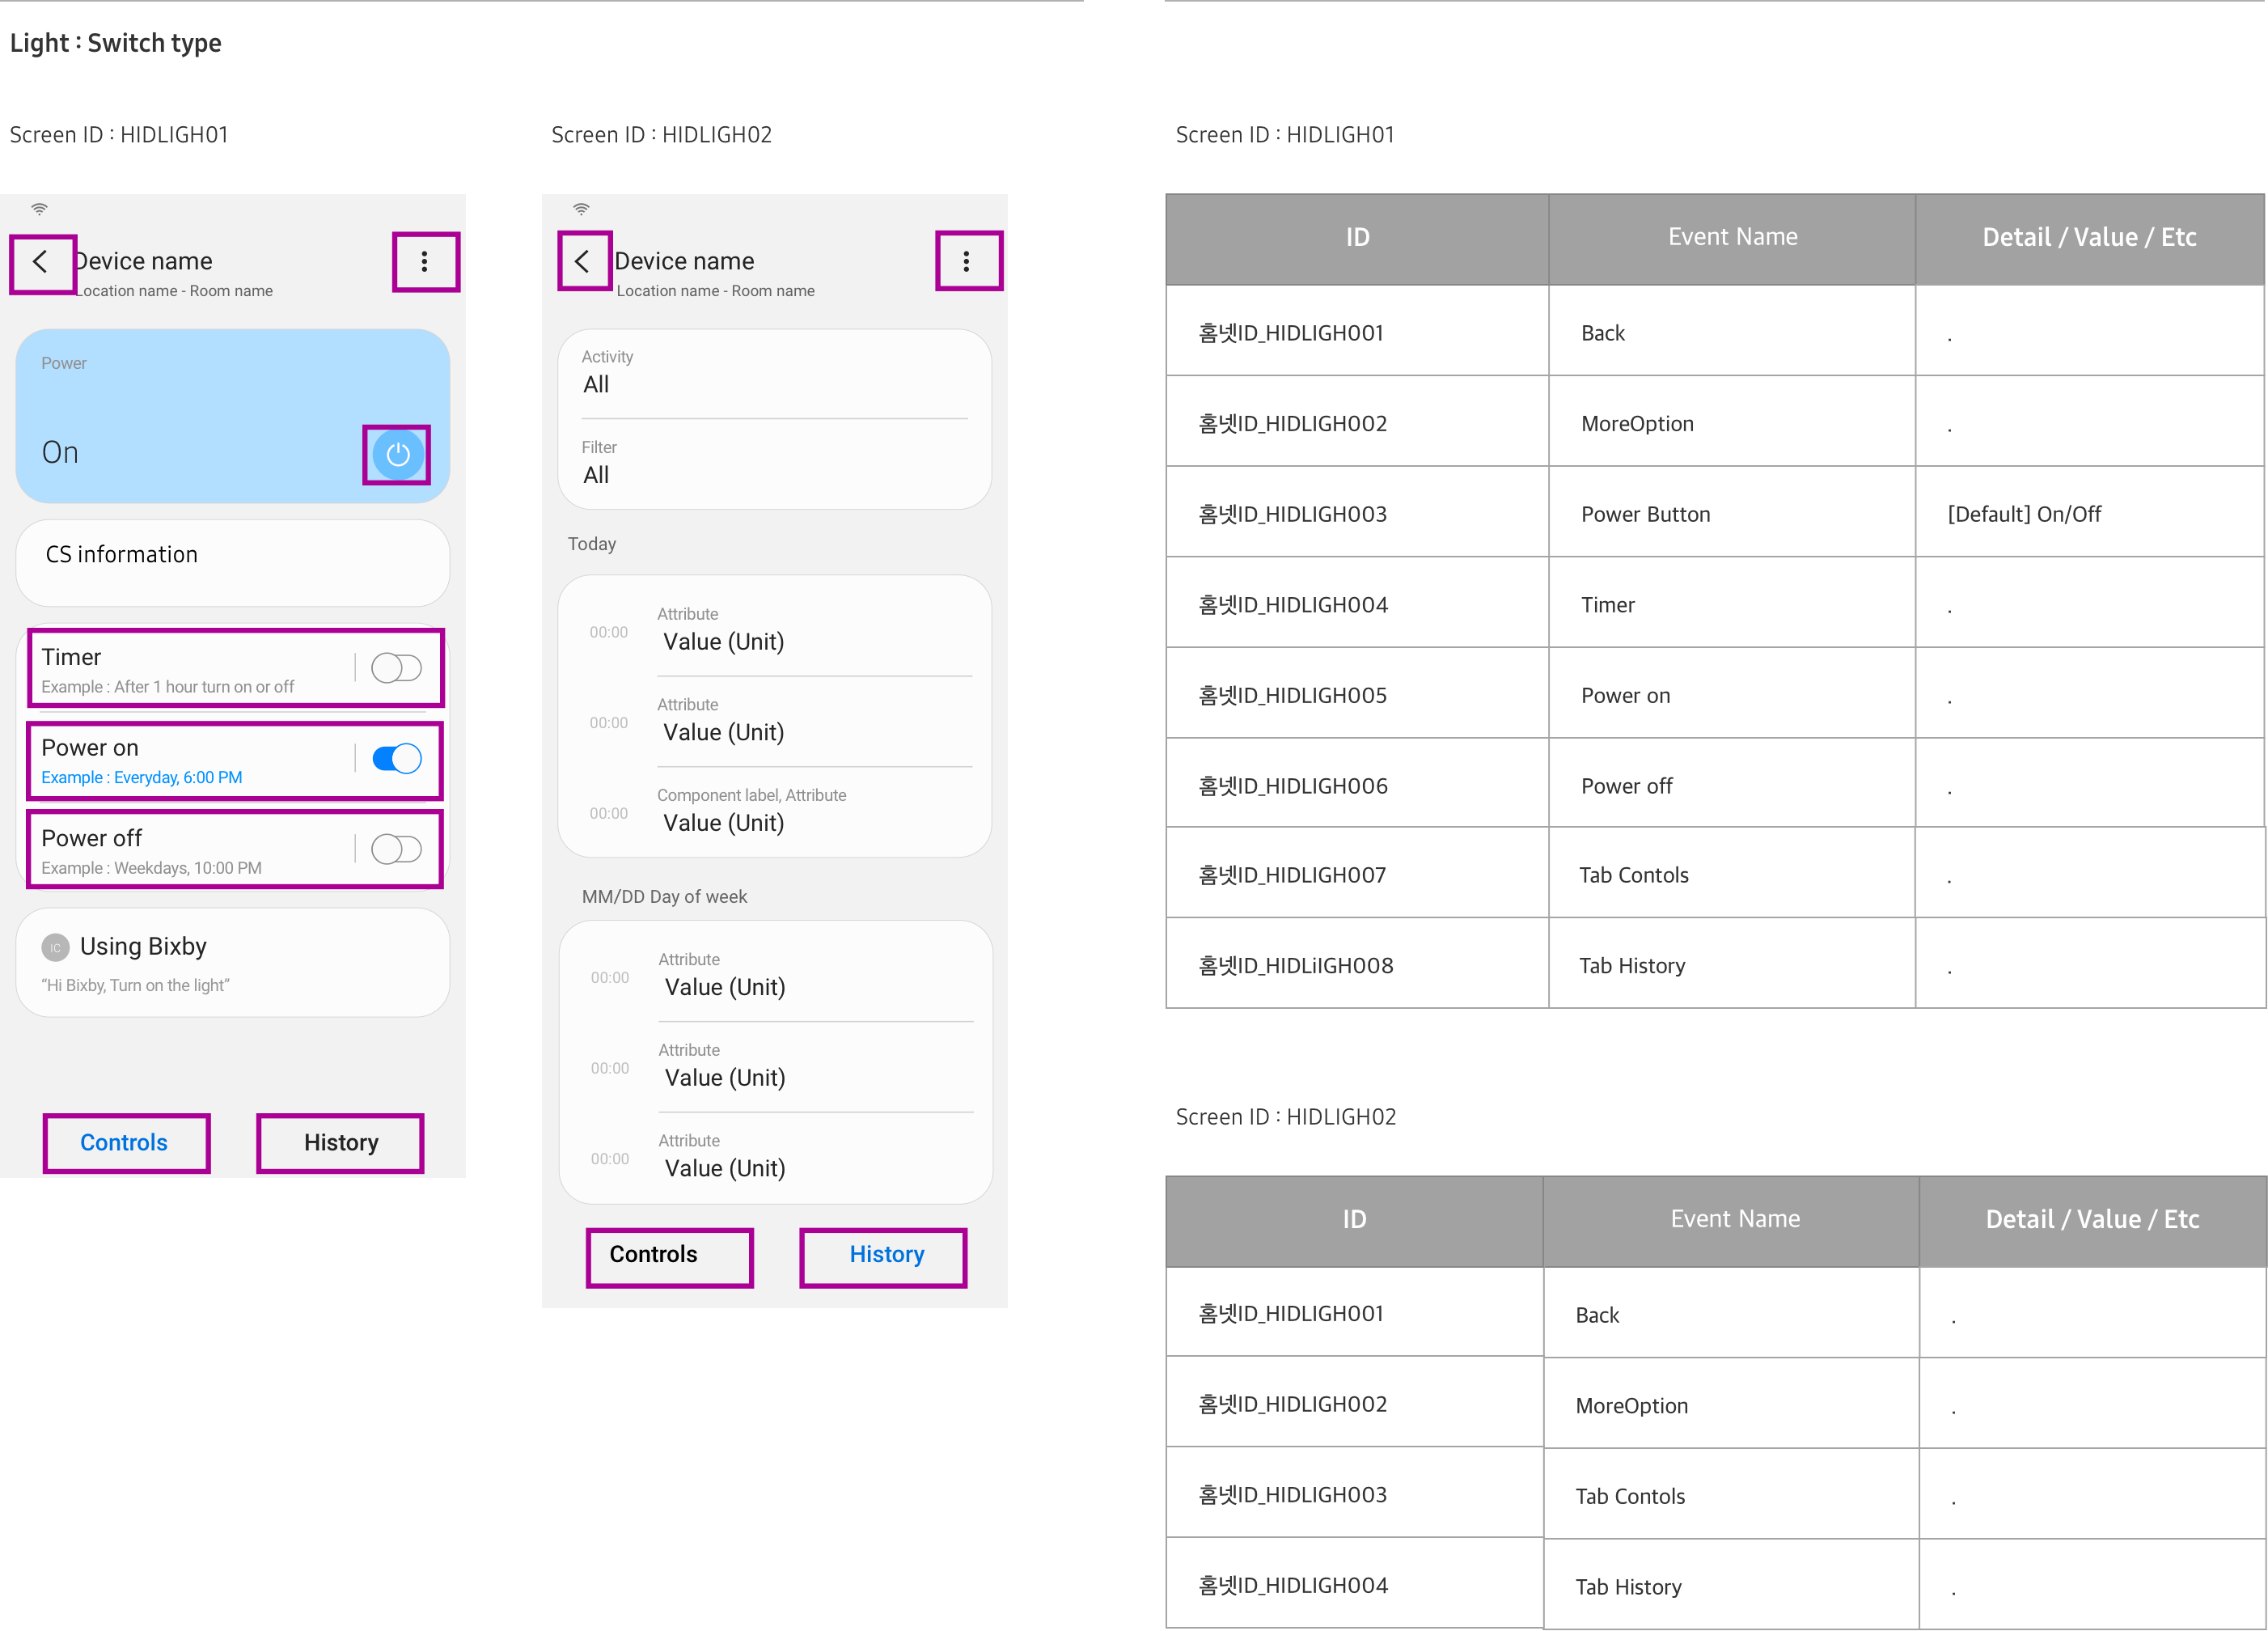 Light : Switch type
Screen ID : HIDLIGH01
Device name
Location name - Room name
Power
On
CS information
Timer
Example : After 1 hour turn on or off
Power on
Example : Everyday, 6:00 PM
Power off
Example : Weekdays, 10:00 PM
IC Using Bixby
“Hi Bixby, Turn on the light”
Controls History
Screen ID : HIDLIGH02
Device name
Location name - Room name
Activity
All
Filter
All
Today
Attribute
00:00 Value (Unit)
Attribute
00:00 Value (Unit)
Component label, Attribute
00:00 Value (Unit)
MM/DD Day of week
Attribute
00:00 Value (Unit)
Attribute
00:00 Value (Unit)
Attribute
00:00 Value (Unit)
Controls History
Screen ID : HIDLIGH01
ID Event Name Detail / Value / Etc
홈넷ID_HIDLIGH001 Back .
홈넷ID_HIDLIGH002 MoreOption .
홈넷ID_HIDLIGH003 Power Button [Default] On/Off
홈넷ID_HIDLIGH004 Timer .
홈넷ID_HIDLIGH005 Power on .
홈넷ID_HIDLIGH006 Power off .
홈넷ID_HIDLIGH007 Tab Contols .
홈넷ID_HIDLiIGH008 Tab History .
Screen ID : HIDLIGH02
ID Event Name Detail / Value / Etc
홈넷ID_HIDLIGH001 Back .
홈넷ID_HIDLIGH002 MoreOption .
홈넷ID_HIDLIGH003 Tab Contols .
홈넷ID_HIDLIGH004 Tab History .